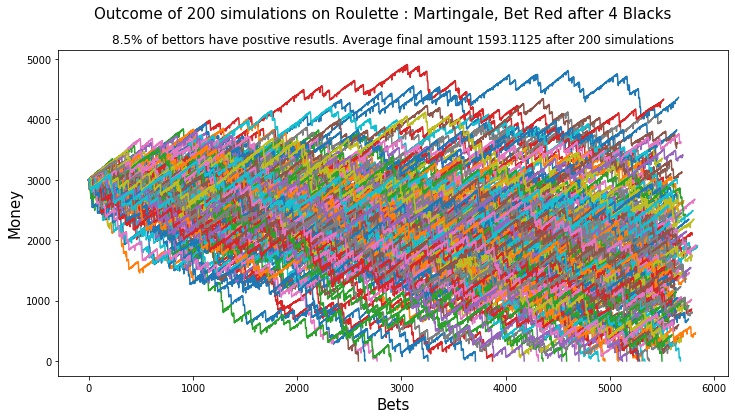 Outcome of 200 simulations on Roulette : Martingale, Bet Red after 4 Blacks
8.5% of bettors have posιtive resutls. Average final amount 1593.1125 after 200 simulations
5000
4000
3000
2000
1000
0
Money
0 1000 2000 3000 4000 5000 6000
Bets